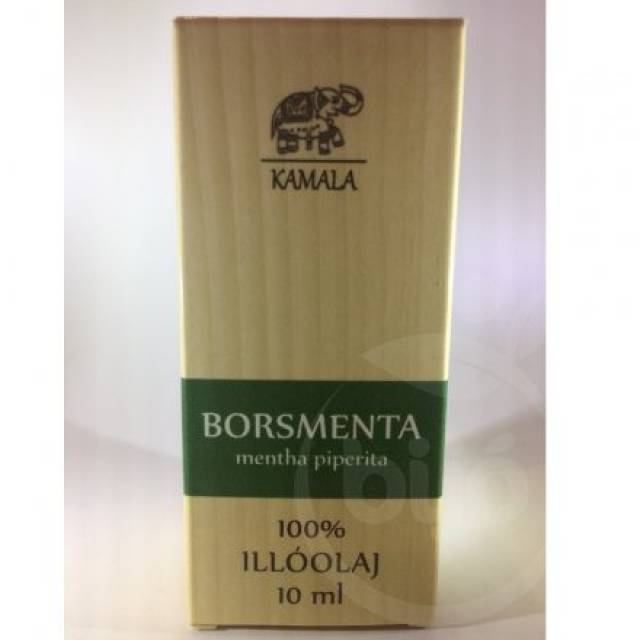 KAMALA
BORSMENTA
mentha piperita
100%
ILLÓOLAJ
10 ml